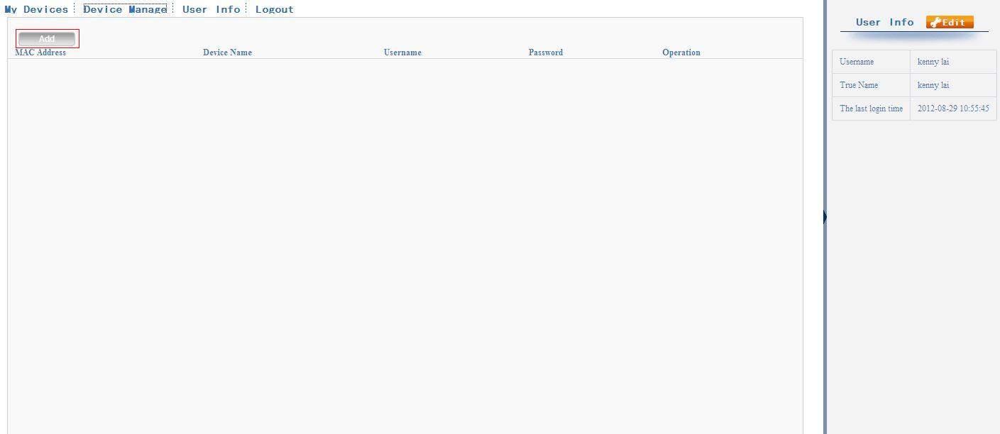 My Devices Device Manage User Info Logout
Add
MAC Address Device Name Username Password Operation
User Info Edit
Username kenny lai
True Name kenny lai
The last login time 2012-08-29 10:55:45